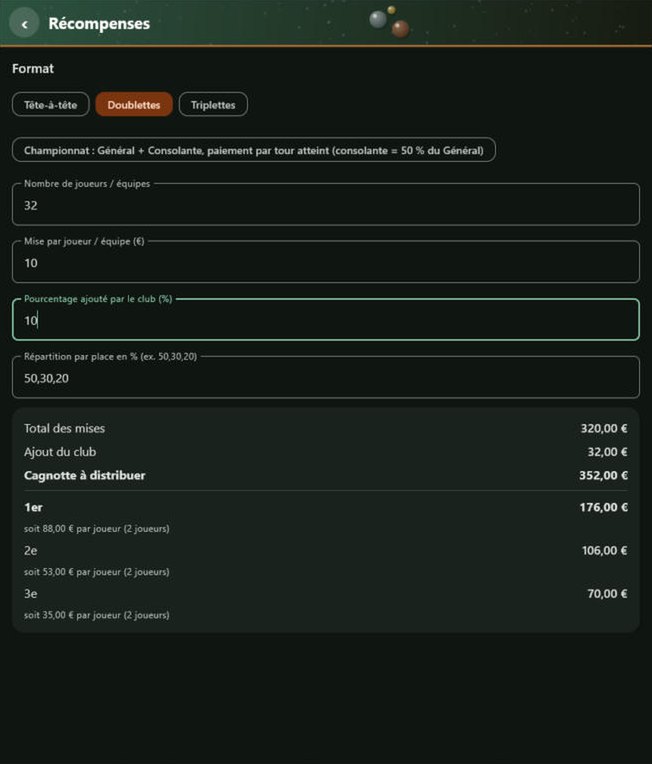 Récompenses
Format
Tête-à-tête
Doublettes
Triplettes
Championnat : Général + Consolante, paiement par tour atteint (consolante = 50 % du Général)
Nombre de joueurs / équipes
32
Mise par joueur / équipe (€)
10
Pourcentage ajouté par le club (%)
10
Répartition par place en % (ex. 50,30,20)
50,30,20
Total des mises 320,00 €
Ajout du club 32,00 €
Cagnotte à distribuer 352,00 €
1er 176,00 €
soit 88,00 € par joueur (2 joueurs)
2e 106,00 €
soit 53,00 € par joueur (2 joueurs)
3e 70,00 €
soit 35,00 € par joueur (2 joueurs)